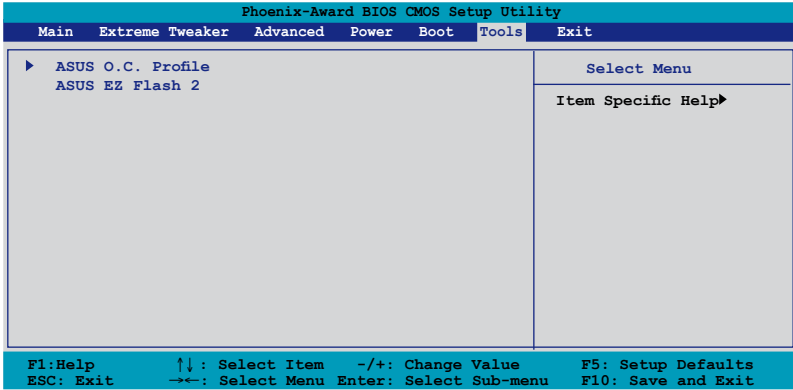 Phoenix-Award BIOS CMOS Setup Utility
Main Extreme Tweaker Advanced Power Boot Tools Exit
ASUS O.C. Profile
ASUS EZ Flash 2
Select Menu
Item Specific Help
F1:Help ↑↓: Select Item -/+: Change Value F5: Setup Defaults
ESC: Exit →←: Select Menu Enter: Select Sub-menu F10: Save and Exit